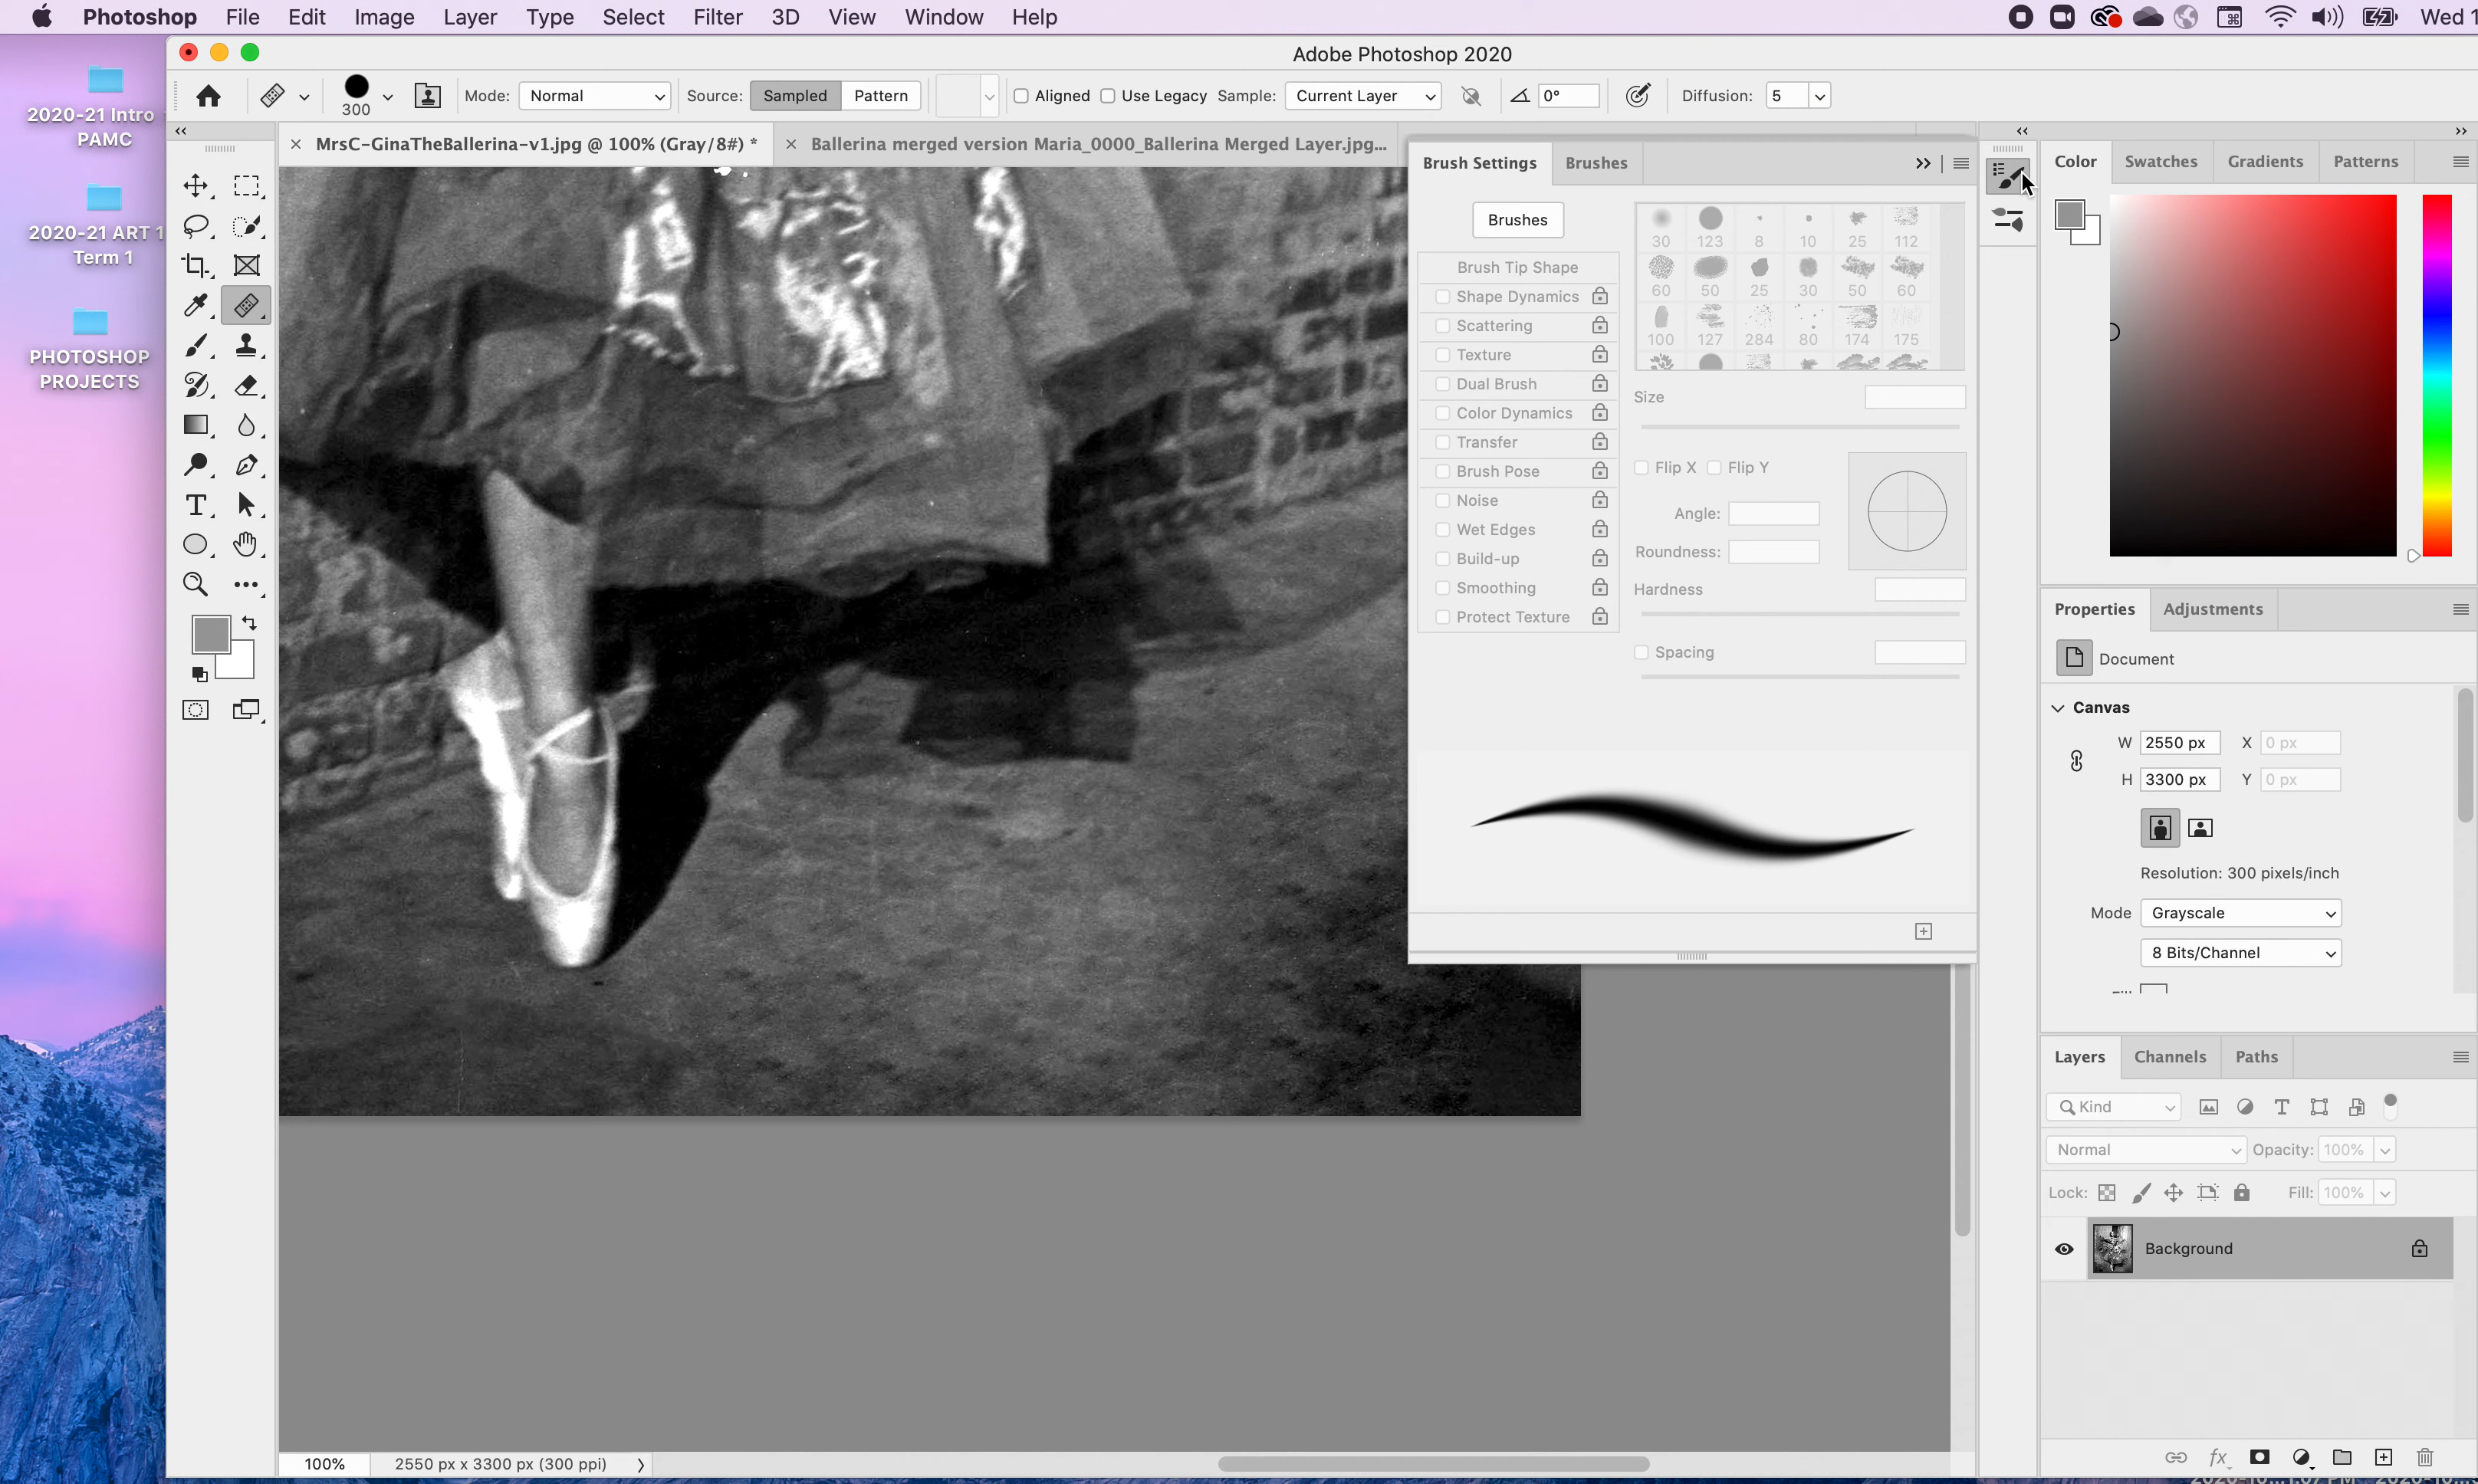 Photoshop File Edit Image Layer Type Select Filter 3D View Window Help Wed 1
Adobe Photoshop 2020
300 Mode: Normal Source: Sampled Pattern Aligned Use Legacy Sample: Current Layer 0° Diffusion: 5
2020-21 Intro
PAMC
2020-21 ART 1
Term 1
PHOTOSHOP
PROJECTS
MrsC-GinaTheBallerina-v1.jpg @ 100% (Gray/8#) *
Ballerina merged version Maria_0000_Ballerina Merged Layer.jpg...
Brush Settings Brushes
Brushes
Brush Tip Shape
Shape Dynamics
Scattering
Texture
Dual Brush
Color Dynamics
Transfer
Brush Pose
Noise
Wet Edges
Build-up
Smoothing
Protect Texture
30 123 8 10 25 112
60 50 25 30 50 60
100 127 284 80 174 175
Size
Flip X Flip Y
Angle:
Roundness:
Hardness
Spacing
Color Swatches Gradients Patterns
Properties Adjustments
Document
Canvas
W 2550 px X 0 px
H 3300 px Y 0 px
Resolution: 300 pixels/inch
Mode Grayscale
8 Bits/Channel
Layers Channels Paths
Kind
Normal Opacity: 100%
Lock: Fill: 100%
Background
fx
100% 2550 px x 3300 px (300 ppi)